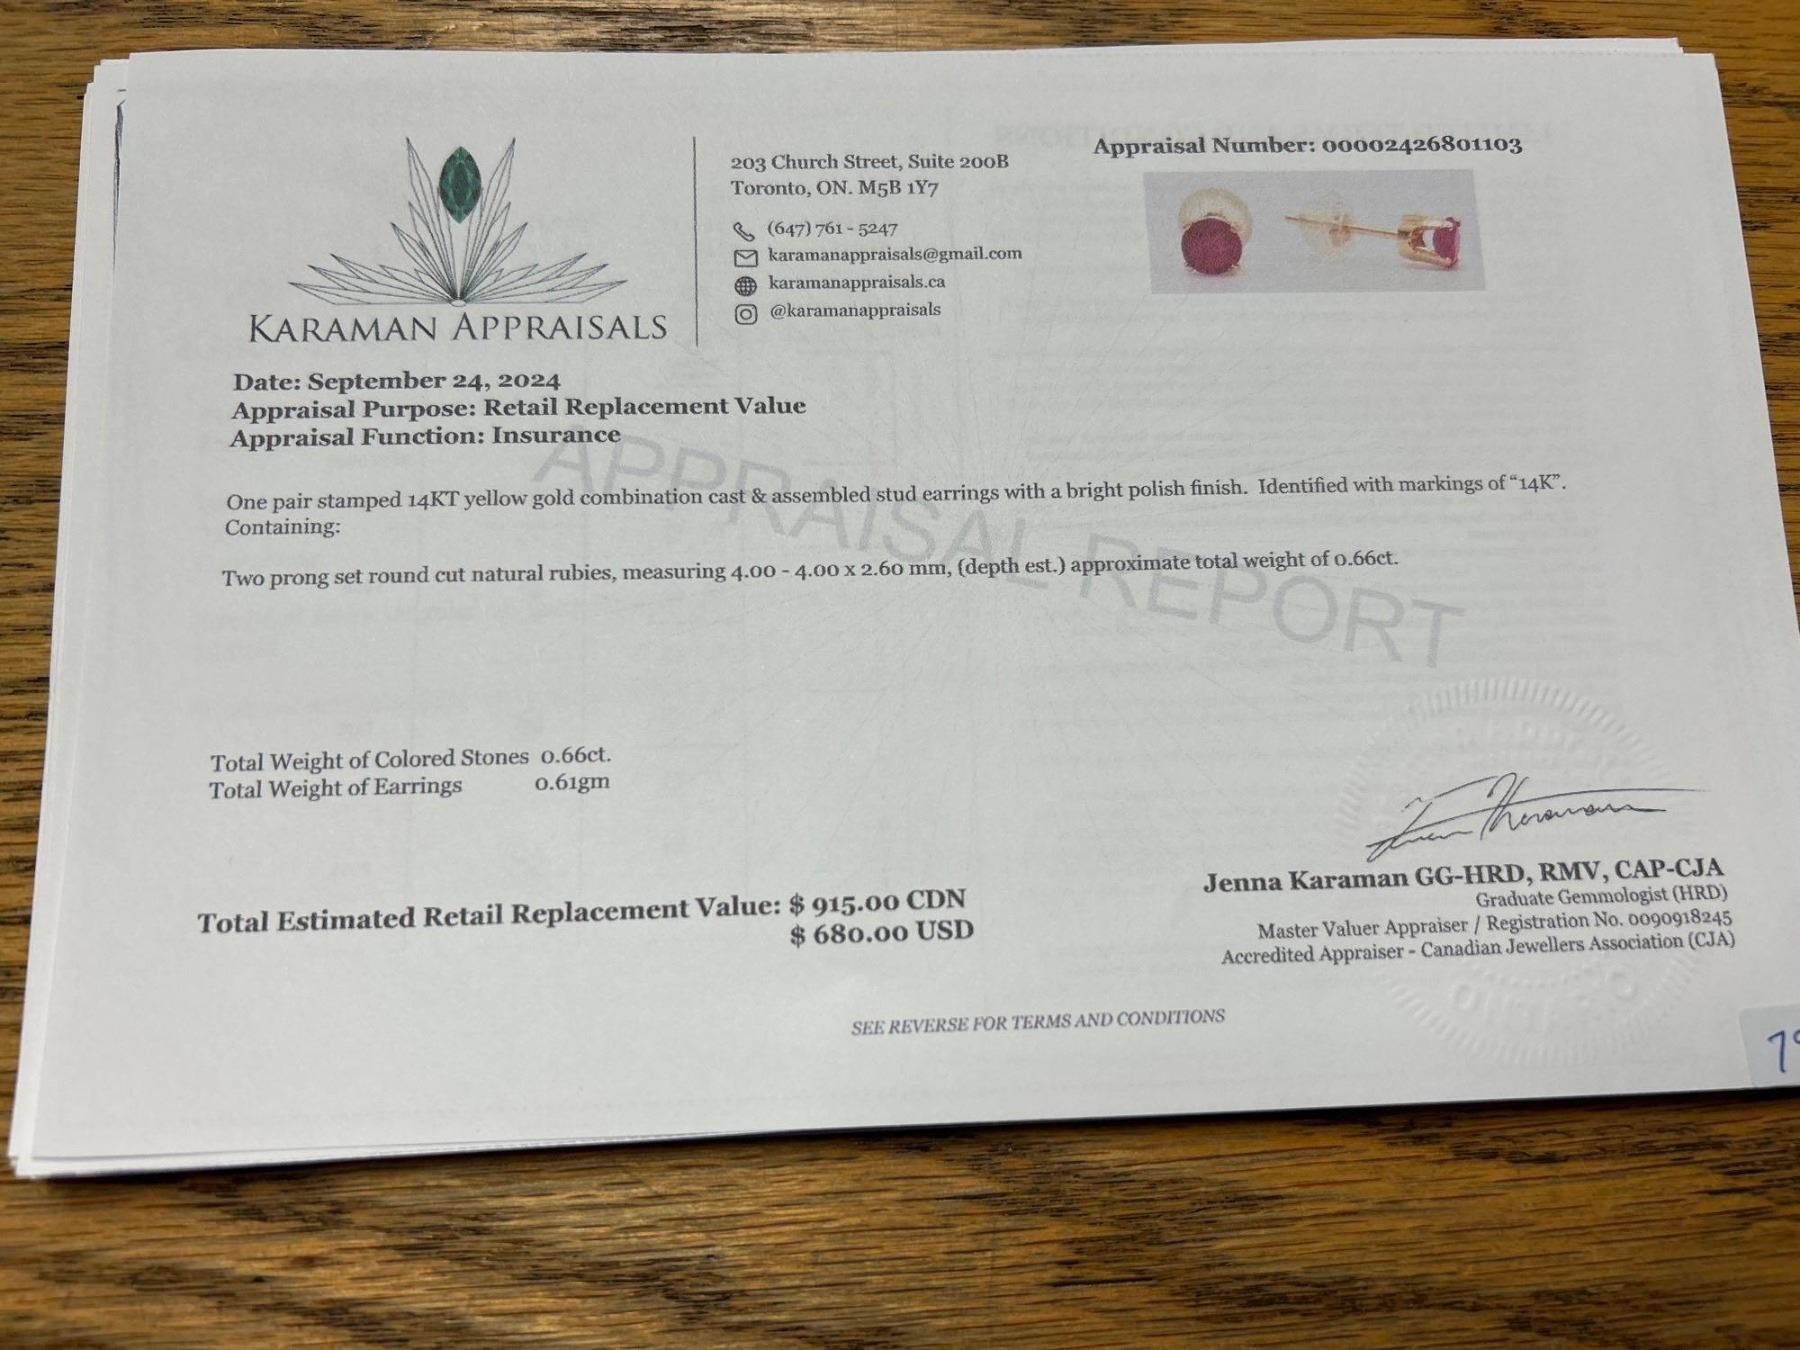 KARAMAN APPRAISALS
203 Church Street, Suite 200B
Toronto, ON. M5B 1Y7
(647) 761 - 5247
karamanappraisals@gmail.com
karamanappraisals.ca
@karamanappraisals
Appraisal Number: 00002426801103
Date: September 24, 2024
Appraisal Purpose: Retail Replacement Value
Appraisal Function: Insurance
APPRAISAL REPORT
One pair stamped 14KT yellow gold combination cast & assembled stud earrings with a bright polish finish. Identified with markings of “14K”.
Containing:
Two prong set round cut natural rubies, measuring 4.00 - 4.00 x 2.60 mm, (depth est.) approximate total weight of 0.66ct.
Total Weight of Colored Stones 0.66ct.
Total Weight of Earrings 0.61gm
Total Estimated Retail Replacement Value: $ 915.00 CDN
$ 680.00 USD
Jenna Karaman GG-HRD, RMV, CAP-CJA
Graduate Gemmologist (HRD)
Master Valuer Appraiser / Registration No. 0090918245
Accredited Appraiser - Canadian Jewellers Association (CJA)
SEE REVERSE FOR TERMS AND CONDITIONS